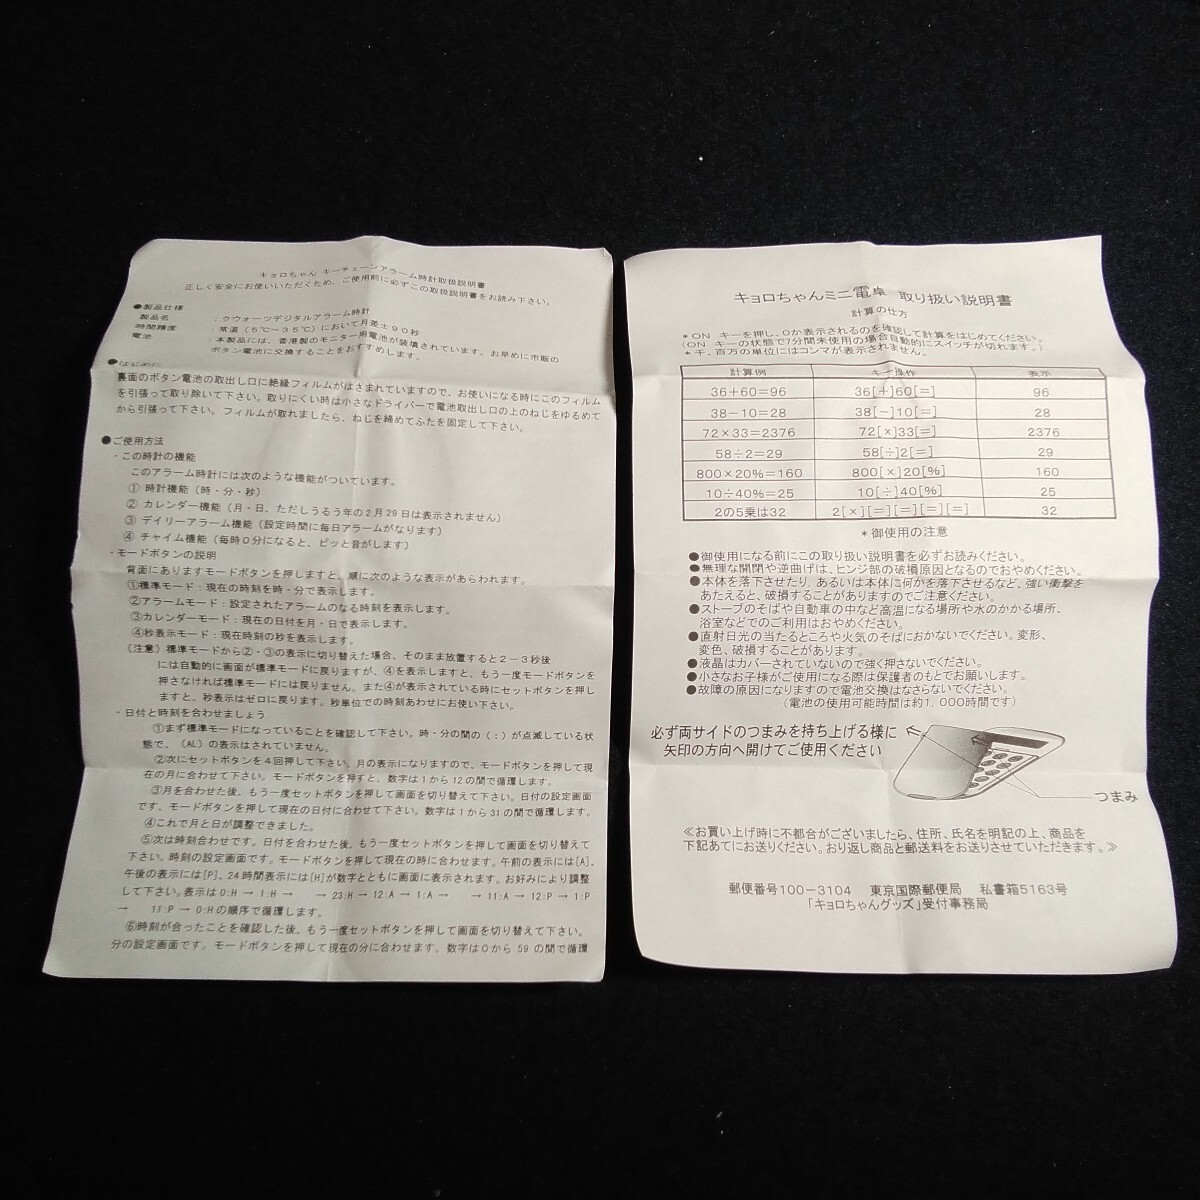 キョロちゃん キーチェーンアラーム時計取扱説明書
正しく安全にお使いいただくため、ご使用前に必ずこの取扱説明書をお読み下さい。
●製品仕様
製品名 : クウォーツデジタルアラーム時計
時間精度 : 常温(5℃～35℃)において月差±90秒
電池 : 本製品には、香港製のモニター用電池が装填されています。お早めに市販の
ボタン電池に交換することをおすすめします。
●はじめに
裏面のボタン電池の取出し口に絶縁フィルムがはさまれていますので、お使いになる時にこのフィルム
を引張って取り除いて下さい。取りにくい時は小さなドライバーで電池取出し口の上のねじをゆるめて
から引張って下さい。フィルムが取れましたら、ねじを締めてふたを固定して下さい。
●ご使用方法
・この時計の機能
このアラーム時計には次のような機能がついています。
① 時計機能(時・分・秒)
② カレンダー機能(月・日、ただしうるう年の2月29日は表示されません)
③ デイリーアラーム機能(設定時間に毎日アラームがなります)
④ チャイム機能(毎時0分になると、ピッと音がします)
・モードボタンの説明
背面にありますモードボタンを押しますと、順に次のような表示があらわれます。
①標準モード:現在の時刻を時・分で表示します。
②アラームモード:設定されたアラームのなる時刻を表示します。
③カレンダーモード:現在の日付を月・日で表示します。
④秒表示モード:現在時刻の秒を表示します。
(注意)標準モードから②・③の表示に切り替えた場合、そのまま放置すると2－3秒後
には自動的に画面が標準モードに戻りますが、④を表示しますと、もう一度モードボタンを
押さなければ標準モードには戻りません。また④が表示されている時にセットボタンを押し
ますと、秒表示はゼロに戻ります。秒単位での時刻あわせにお使い下さい。
・日付と時刻を合わせましょう
①まず標準モードになっていることを確認して下さい。時・分の間の(:)が点滅している状
態で、(AL)の表示はされていません。
②次にセットボタンを4回押して下さい。月の表示になりますので、モードボタンを押して現
在の月に合わせて下さい。モードボタンを押すと、数字は1から12の間で循環します。
③月を合わせた後、もう一度セットボタンを押して画面を切り替えて下さい。日付の設定画面
です、モードボタンを押して現在の日付に合わせて下さい。数字は1から31の間で循環します。
④これで月と日が調整できました。
⑤次は時刻合わせです。日付を合わせた後、もう一度セットボタンを押して画面を切り替えて
下さい。時刻の設定画面です。モードボタンを押して現在の時に合わせます。午前の表示には[A]、
午後の表示には[P]、24時間表示には[H]が数字とともに画面に表示されます。お好みにより調整
して下さい。表示は0:H → 1:H → → 23:H → 12:A → 1:A → → 11:A → 12:P → 1:P
→ 11:P → 0:Hの順序で循環します。
⑥時刻が合ったことを確認した後、もう一度セットボタンを押して画面を切り替えて下さい。
分の設定画面です。モードボタンを押して現在の分に合わせます。数字は0から59の間で循環
キョロちゃんミニ電卓 取り扱い説明書
計算の仕方
*ON キーを押し、0が表示されるのを確認して計算をはじめてください。
(ON キーの状態で7分間未使用の場合自動的にスイッチが切れます。)
*千、百万の単位にはコンマが表示されません。
計算例 キー操作 表示
36+60=96 36[+]60[=] 96
38-10=28 38[-]10[=] 28
72×33=2376 72[×]33[=] 2376
58÷2=29 58[÷]2[=] 29
800×20%=160 800[×]20[%] 160
10÷40%=25 10[÷]40[%] 25
2の5乗は32 2[×][=][=][=][=] 32
*御使用の注意
●御使用になる前にこの取り扱い説明書を必ずお読みください。
●無理な開閉や逆曲げは、ヒンジ部の破損原因となるのでおやめください。
●本体を落下させたり、あるいは本体に何かを落下させるなど、強い衝撃を
あたえると、破損することがありますのでご注意ください。
●ストーブのそばや自動車の中など高温になる場所や水のかかる場所、
浴室などでのご利用はおやめください。
●直射日光の当たるところや火気のそばにおかないでください。変形、
変色、破損することがあります。
●液晶はカバーされていないので強く押さないでください。
●小さなお子様がご使用になる際は保護者のもとでお願いします。
●故障の原因になりますので電池交換はなさらないでください。
(電池の使用可能時間は約1,000時間です)
必ず両サイドのつまみを持ち上げる様に
矢印の方向へ開けてご使用ください
つまみ
≪お買い上げ時に不都合がございましたら、住所、氏名を明記の上、商品を
下記あてにお送りください。おり返し商品と郵送料をお送りさせていただきます。≫
郵便番号100-3104 東京国際郵便局 私書箱5163号
「キョロちゃんグッズ」受付事務局